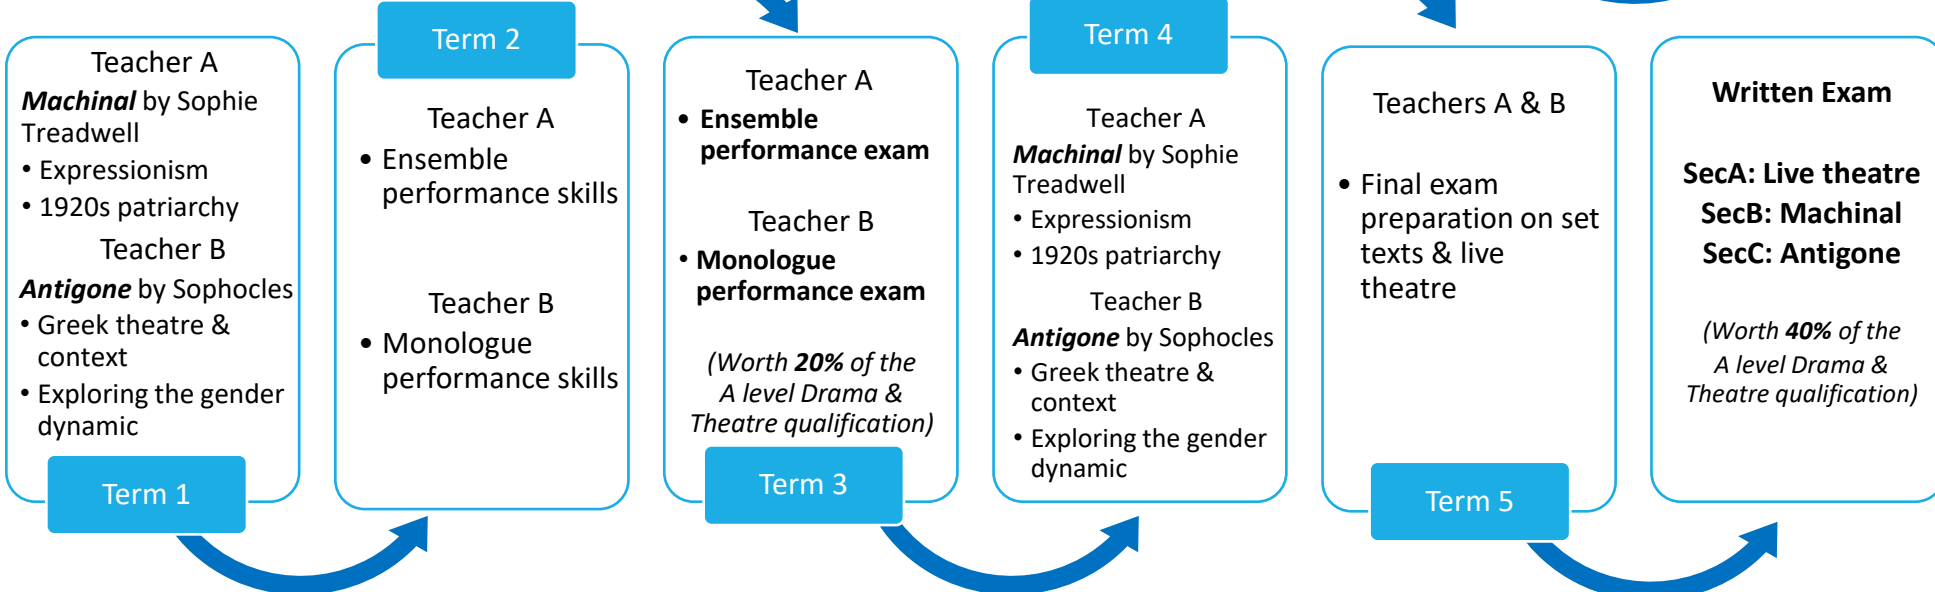 Teacher A
Machinal by Sophie
Treadwell
• Expressionism
• 1920s patriarchy
Teacher B
Antigone by Sophocles
• Greek theatre &
context
• Exploring the gender
dynamic
Term 1
Term 2
Teacher A
• Ensemble
performance skills
Teacher B
• Monologue
performance skills
Teacher A
• Ensemble
performance exam
Teacher B
• Monologue
performance exam
(Worth 20% of the
A level Drama &
Theatre qualification)
Term 3
Term 4
Teacher A
Machinal by Sophie
Treadwell
• Expressionism
• 1920s patriarchy
Teacher B
Antigone by Sophocles
• Greek theatre &
context
• Exploring the gender
dynamic
Teachers A & B
• Final exam
preparation on set
texts & live
theatre
Term 5
Written Exam
SecA: Live theatre
SecB: Machinal
SecC: Antigone
(Worth 40% of the
A level Drama &
Theatre qualification)